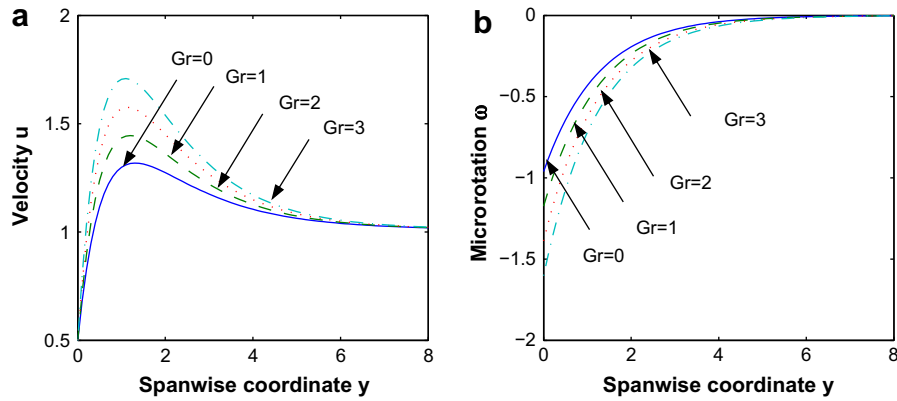 a
2
1.5
1
0.5
0
2
4
6
8
Velocity u
Spanwise coordinate y
Gr=0
Gr=1
Gr=2
Gr=3
b
0
−0.5
−1
−1.5
−2
0
2
4
6
8
Microrotation ω
Spanwise coordinate y
Gr=3
Gr=2
Gr=1
Gr=0